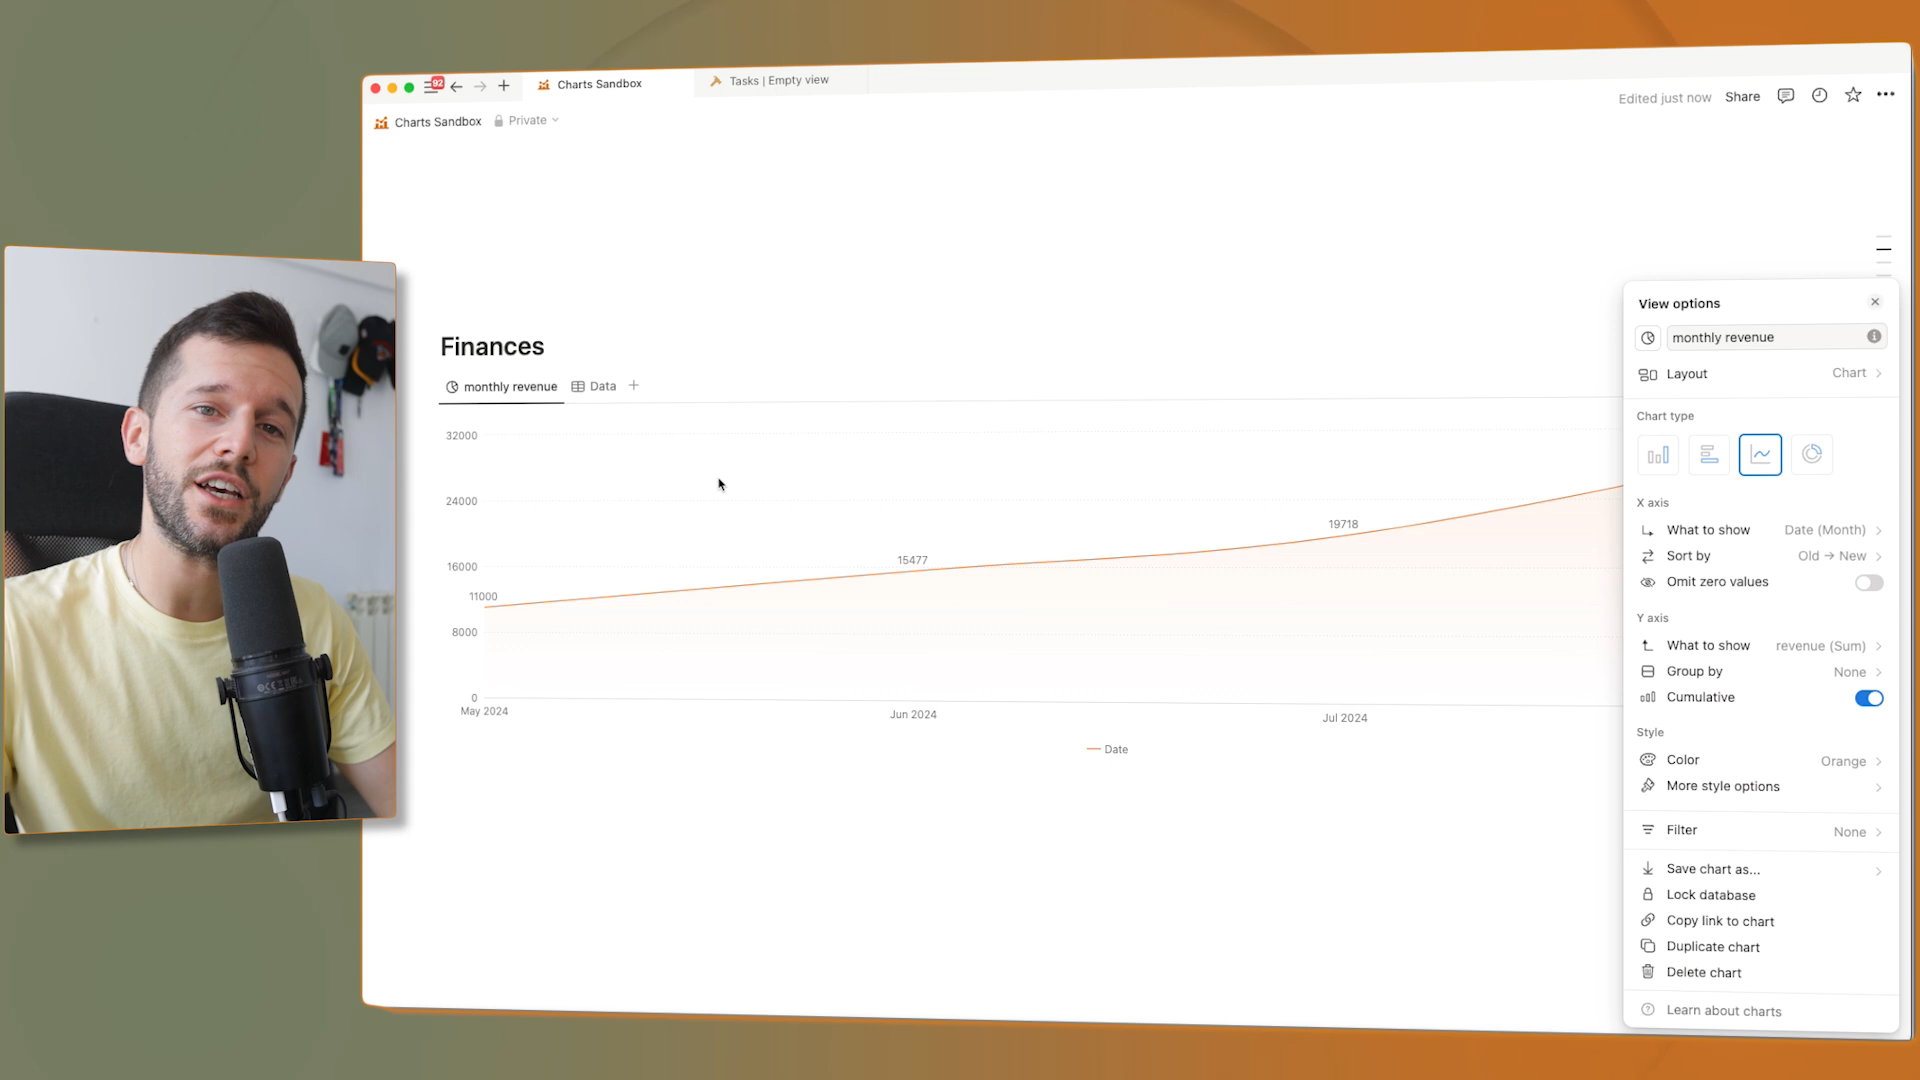 92
Charts Sandbox
Tasks | Empty view
Edited just now
Share
Charts Sandbox
Private
Finances
monthly revenue
Data
32000
24000
16000
8000
0
11000
15477
19718
May 2024
Jun 2024
Jul 2024
Date
View options
monthly revenue
Layout Chart
Chart type
X axis
What to show Date (Month)
Sort by Old → New
Omit zero values
Y axis
What to show revenue (Sum)
Group by None
Cumulative
Style
Color Orange
More style options
Filter None
Save chart as...
Lock database
Copy link to chart
Duplicate chart
Delete chart
Learn about charts